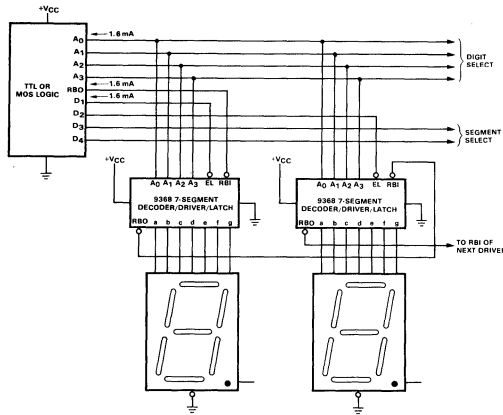 +VCC
TTL OR
MOS LOGIC
A0
A1
A2
A3
RBO
D1
D2
D3
D4
1.6 mA
1.6 mA
1.6 mA
DIGIT
SELECT
SEGMENT
SELECT
+VCC
A0 A1 A2 A3 EL RBI
9368 7-SEGMENT
DECODER/DRIVER/LATCH
RBO a b c d e f g
+VCC
A0 A1 A2 A3 EL RBI
9368 7-SEGMENT
DECODER/DRIVER/LATCH
RBO a b c d e f g
TO RBI OF
NEXT DRIVER